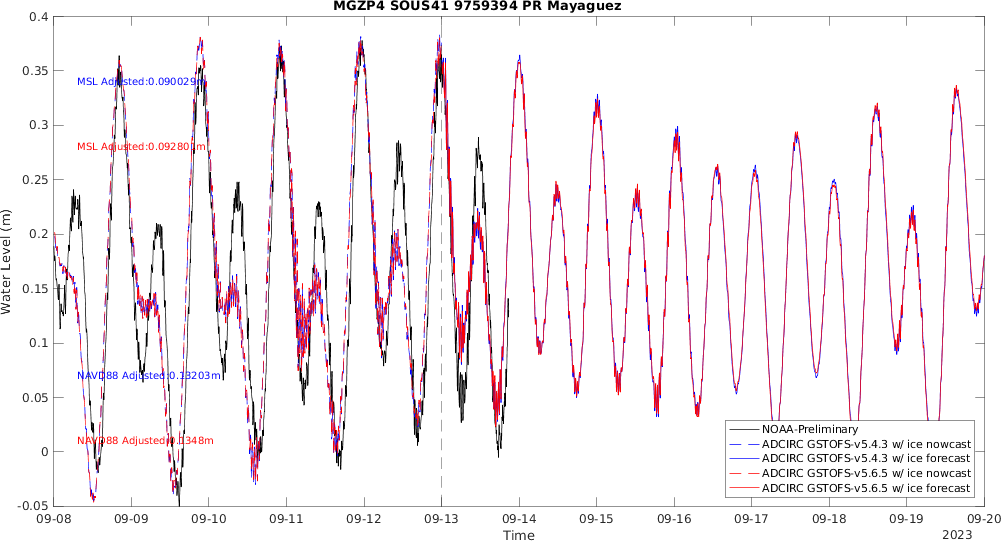 MGZP4 SOUS41 9759394 PR Mayaguez
Water Level (m)
0.4
0.35
0.3
0.25
0.2
0.15
0.1
0.05
0
-0.05
MSL Adjusted:0.090029m
MSL Adjusted:
NAVD88 Adjusted:0.13203m
NAVD88 Adjusted:
NOAA-Preliminary
ADCIRC GSTOFS-v5.4.3 w/ ice nowcast
ADCIRC GSTOFS-v5.4.3 w/ ice forecast
ADCIRC GSTOFS-v5.6.5 w/ ice nowcast
ADCIRC GSTOFS-v5.6.5 w/ ice forecast
09-08 09-09 09-10 09-11 09-12 09-13 09-14 09-15 09-16 09-17 09-18 09-19 09-20
Time
2023